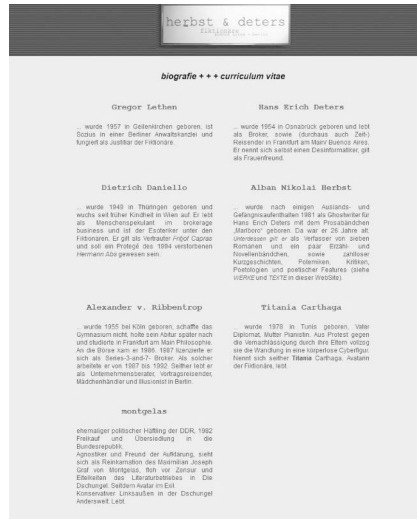 herbst & deters
fiktionäre
biografie + + + curriculum vitae
Gregor Lethen
... wurde 1957 in Geilenkirchen geboren, ist
Sozius in einer Berliner Anwaltskanzlei und
fungiert als Justitiar der Fiktionäre.
Hans Erich Deters
... wurde 1954 in Osnabrück geboren und lebt
als Broker, sowie (durchaus auch Zeit-)
Reisender in Frankfurt am Main/ Buenos Aires.
Er nennt sich selbst einen Desinformatiker, gilt
als Frauenfreund.
Dietrich Daniello
... wurde 1949 in Thüringen geboren und
wuchs seit früher Kindheit in Wien auf. Er lebt
als Menschenspekulant im brokerage
business und ist der Esoteriker unter den
Fiktionären. Er gilt als Vertrauter Fritjof Capras
und soll ein Protegé des 1994 verstorbenen
Hermann Abs gewesen sein.
Alban Nikolai Herbst
... wurde nach einigen Auslands- und
Gefängnisaufenthalten 1981 als Ghostwriter für
Hans Erich Deters mit dem Prosabändchen
„Marlboro“ geboren. Da war er 26 Jahre alt.
Unterdessen gilt er als Verfasser von sieben
Romanen und ein paar Erzähl- und
Novellenbändchen, sowie zahlloser
Kurzgeschichten, Polemiken, Kritiken,
Poetologien und poetischer Features (siehe
WERKE und TEXTE in dieser WebSite).
Alexander v. Ribbentrop
... wurde 1955 bei Köln geboren, schaffte das
Gymnasium nicht, holte sein Abitur später nach
und studierte in Frankfurt am Main Philosophie.
An die Börse kam er 1986. 1987 lizenzierte er
sich als Series-3-and-7- Broker. Als solcher
arbeitete er von 1987 bis 1992. Seither lebt er
als Unternehmensberater, Vortragsreisender,
Mädchenhändler und Illusionist in Berlin.
Titania Carthaga
... wurde 1978 in Tunis geboren, Vater
Diplomat, Mutter Pianistin. Aus Protest gegen
die Vernachlässigung durch ihre Eltern vollzog
sie die Wandlung in eine körperlose Cyberfigur.
Nennt sich seither Titania Carthaga. Avatarin
der Fiktionäre, lebt.
montgelas
ehemaliger politischer Häftling der DDR, 1982
Freikauf und Übersiedlung in die
Bundesrepublik.
Agnostiker und Freund der Aufklärung, sieht
sich als Reinkarnation des Maximilian Joseph
Graf von Montgelas, floh vor Zensur und
Eitelkeiten des Literaturbetriebes in Die
Dschungel. Seitdem Avatar im Exil.
Konservativer Linksaußen in der Dschungel
Anderswelt. Lebt.